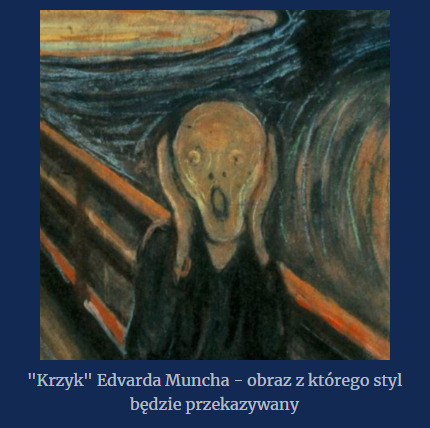 "Krzyk" Edvarda Muncha - obraz z którego styl
będzie przekazywany